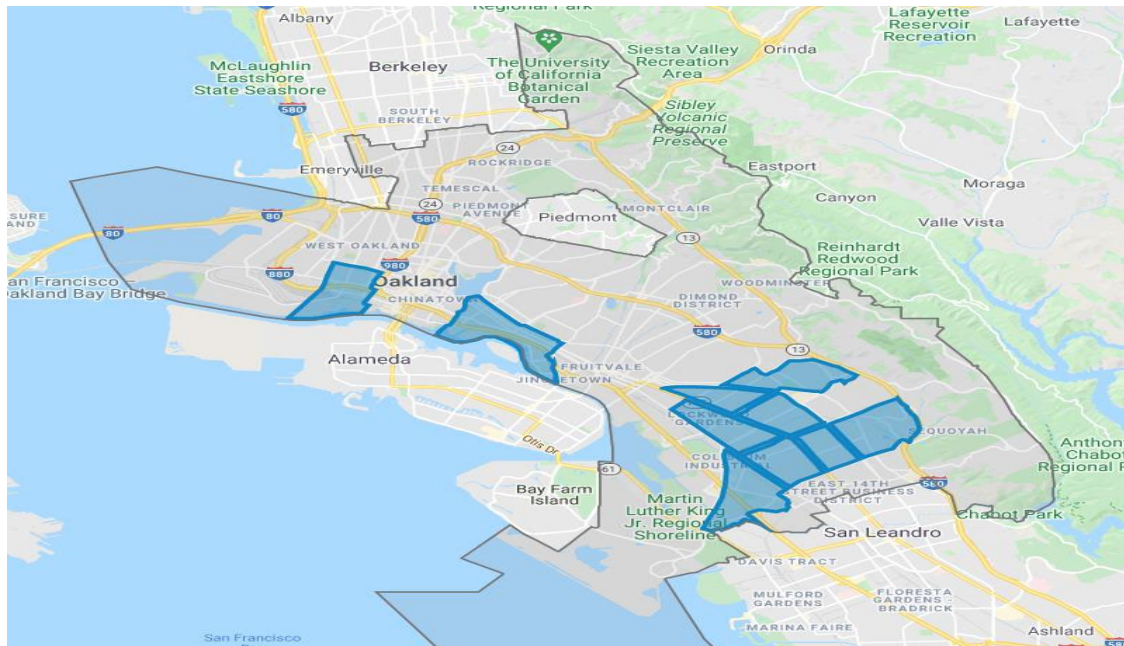 Regional Park
Albany
Lafayette
Reservoir
Recreation
Lafayette
Orinda
Siesta Valley
Recreation
Area
The University
of California
Botanical
Garden
Berkeley
McLaughlin
Eastshore
State Seashore
580
SOUTH
BERKELEY
Sibley
Volcanic
Regional
Preserve
24
ROCKRIDGE
Eastport
Emeryville
Moraga
TEMESCAL
Canyon
24
PIEDMONT
AVENUE
580
80
Piedmont
MONTCLAIR
Valle Vista
80
13
WEST OAKLAND
Reinhardt
Redwood
Regional Park
880
980
Oakland
San Francisco –
Oakland Bay Bridge
WOODMINSTER
CHINATOWN
DIMOND
DISTRICT
580
Alameda
13
FRUITVALE
JINGLETOWN
LOCKWOOD
GARDENS
SEQUOYAH
Otis Dr
COLISEUM
INDUSTRIAL
Anthony
Chabot
Regional P
61
Bay Farm
Island
EAST 14TH
STREET BUSINESS
DISTRICT
580
Martin
Luther King
Jr. Regional
Shoreline
Chabot Park
San Leandro
DAVIS TRACT
MULFORD
GARDENS
FLORESTA
GARDENS -
BRADRICK
MARINA FAIRE
Ashland
San Francisco
580